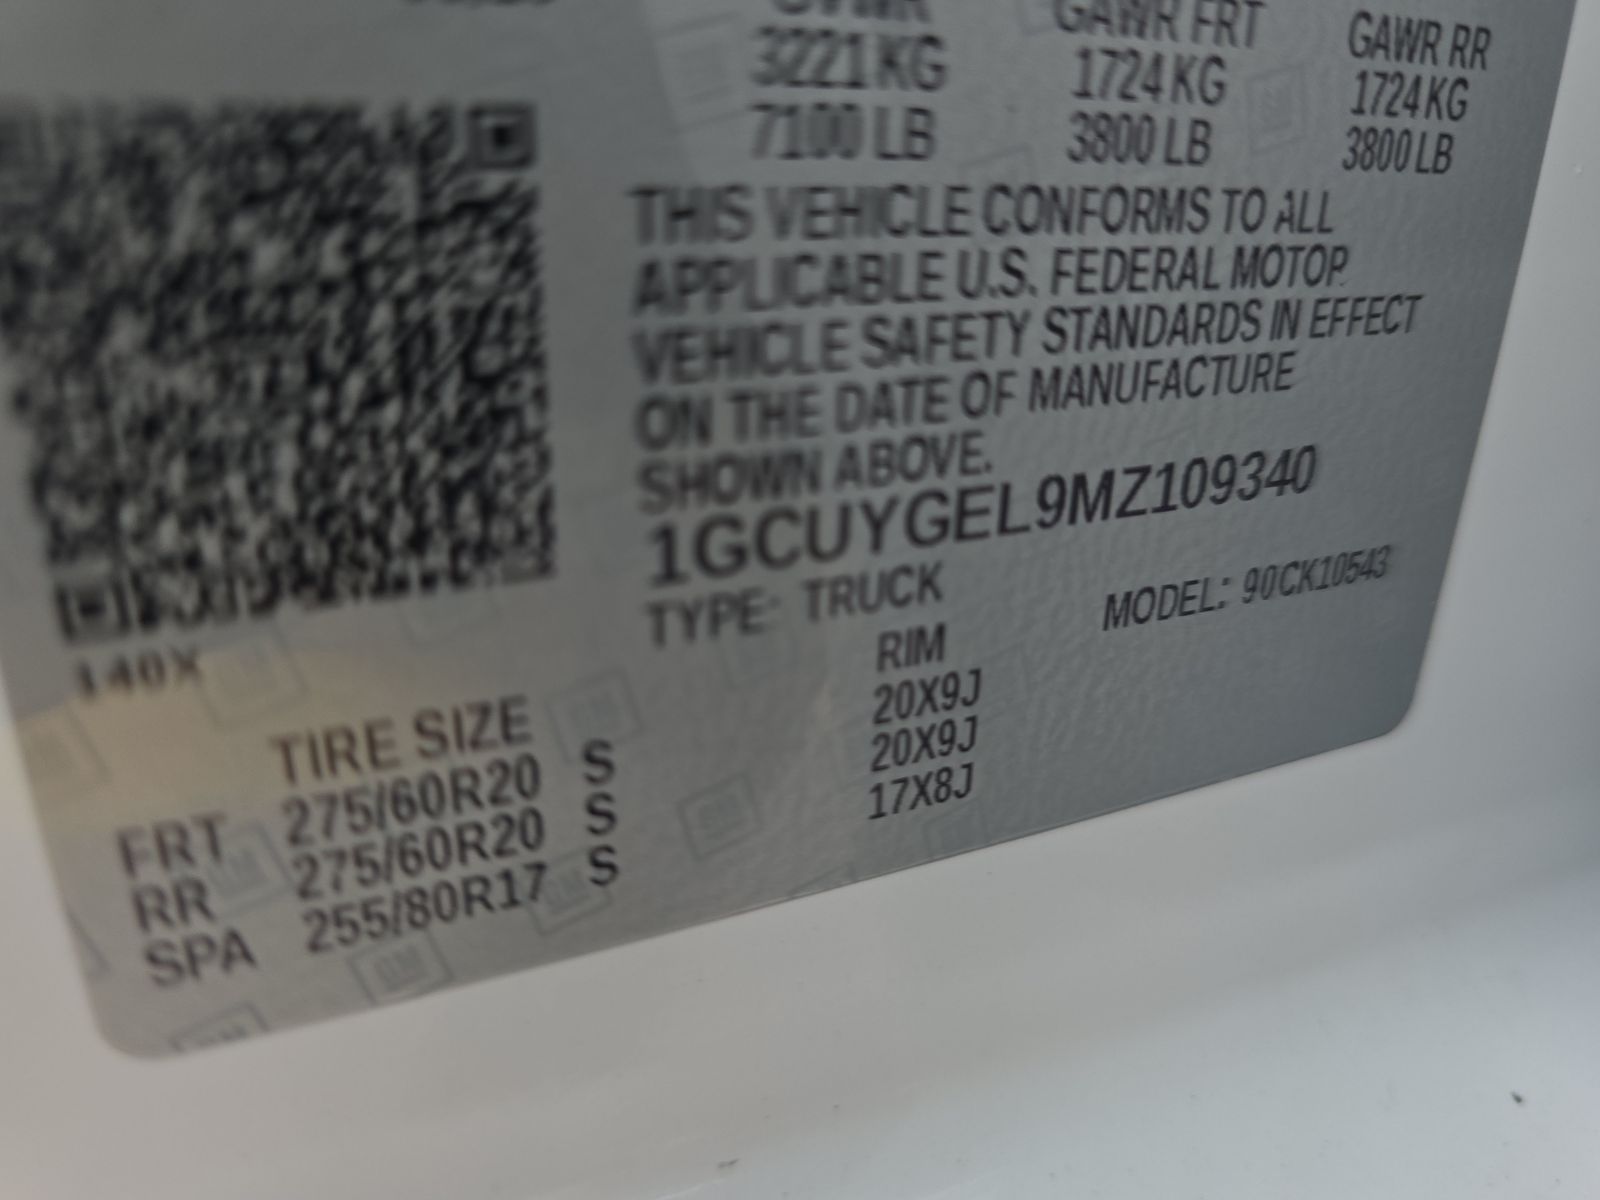 GVWR GAWR FRT GAWR RR
3221 KG 1724 KG 1724 KG
7100 LB 3800 LB 3800 LB
THIS VEHICLE CONFORMS TO ALL
APPLICABLE U.S. FEDERAL MOTOR
VEHICLE SAFETY STANDARDS IN EFFECT
ON THE DATE OF MANUFACTURE
SHOWN ABOVE.
1GCUYGEL9MZ109340
TYPE: TRUCK MODEL: 90CK10543
140X
TIRE SIZE RIM
FRT 275/60R20 S 20X9J
RR 275/60R20 S 20X9J
SPA 255/80R17 S 17X8J